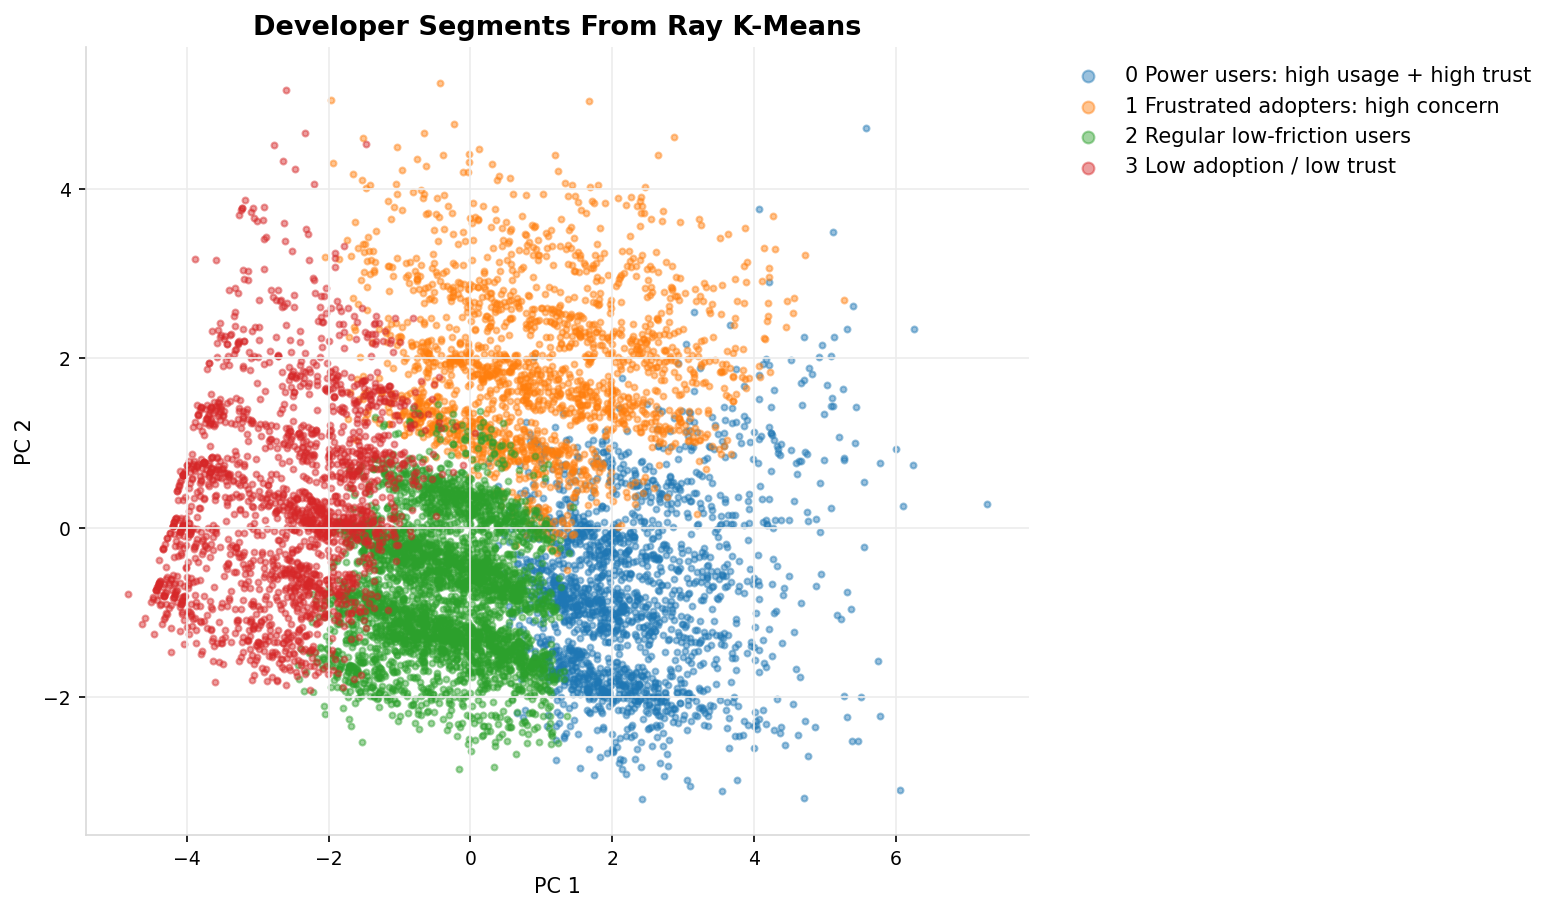 Developer Segments From Ray K-Means
0 Power users: high usage + high trust
1 Frustrated adopters: high concern
2 Regular low-friction users
3 Low adoption / low trust
4
2
0
−2
PC 2
−4
−2
0
2
4
6
PC 1